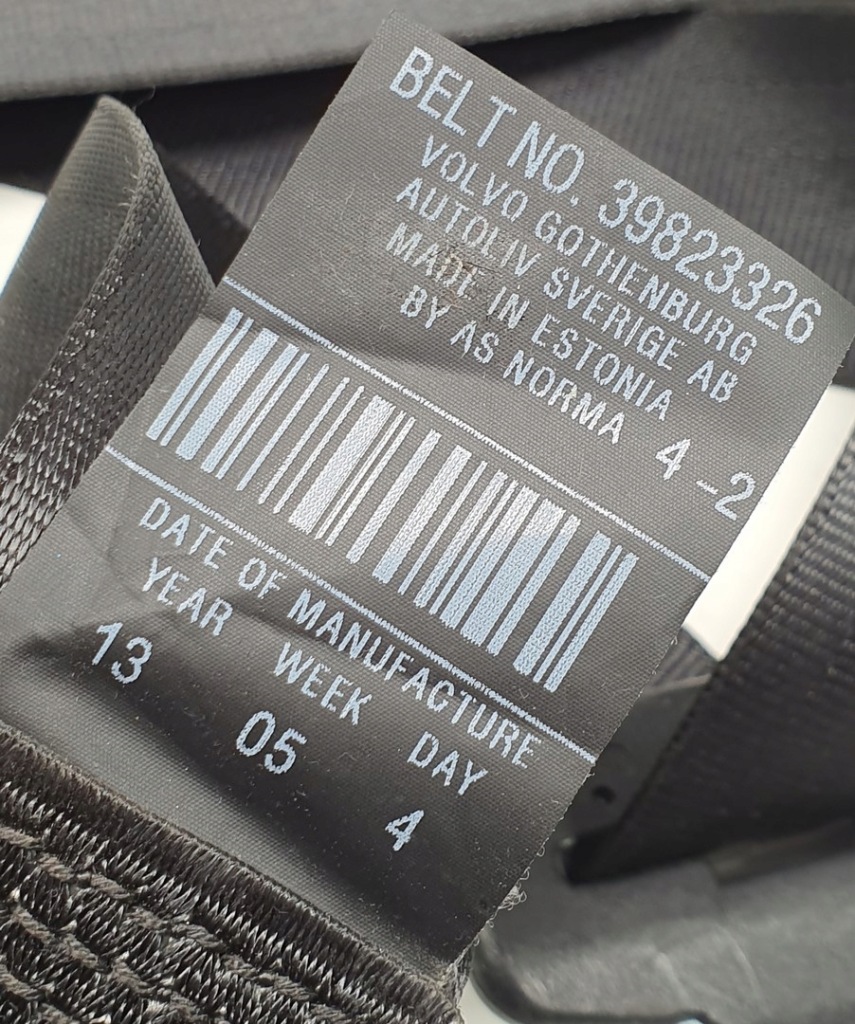 BELT NO. 39823326
VOLVO GOTHENBURG
AUTOLIV SVERIGE AB
MADE IN ESTONIA
BY AS NORMA 4-2
DATE OF MANUFACTURE
YEAR WEEK DAY
13 05 4